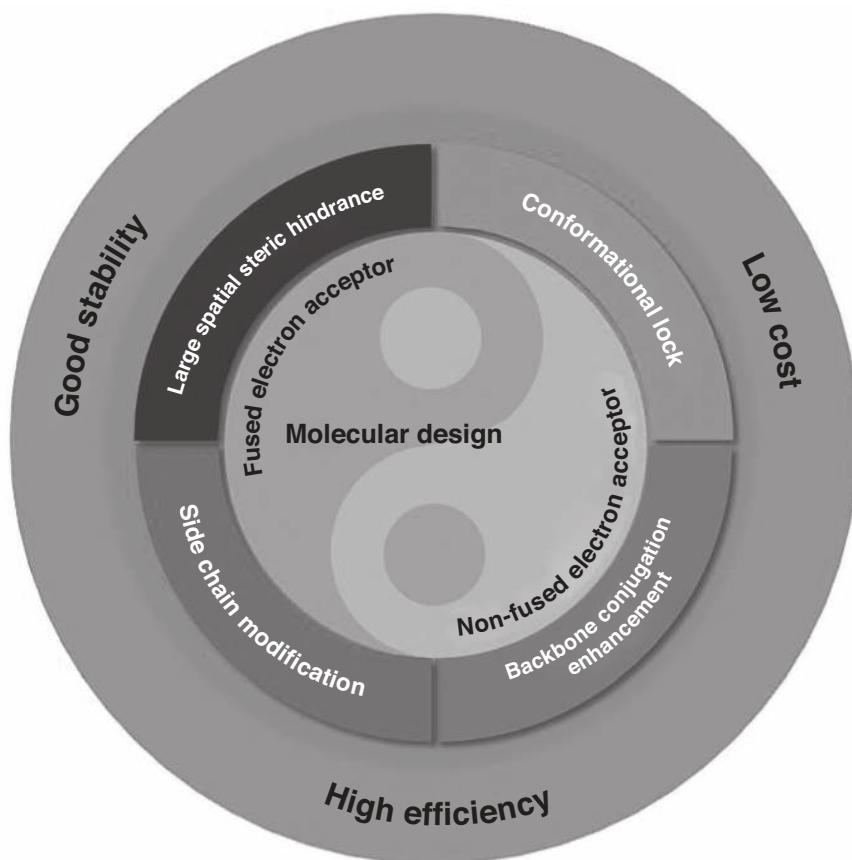 Good stability
Low cost
High efficiency
Large spatial steric hindrance
Conformational lock
Side chain modification
Backbone conjugation
enhancement
Fused electron acceptor
Non-fused electron acceptor
Molecular design